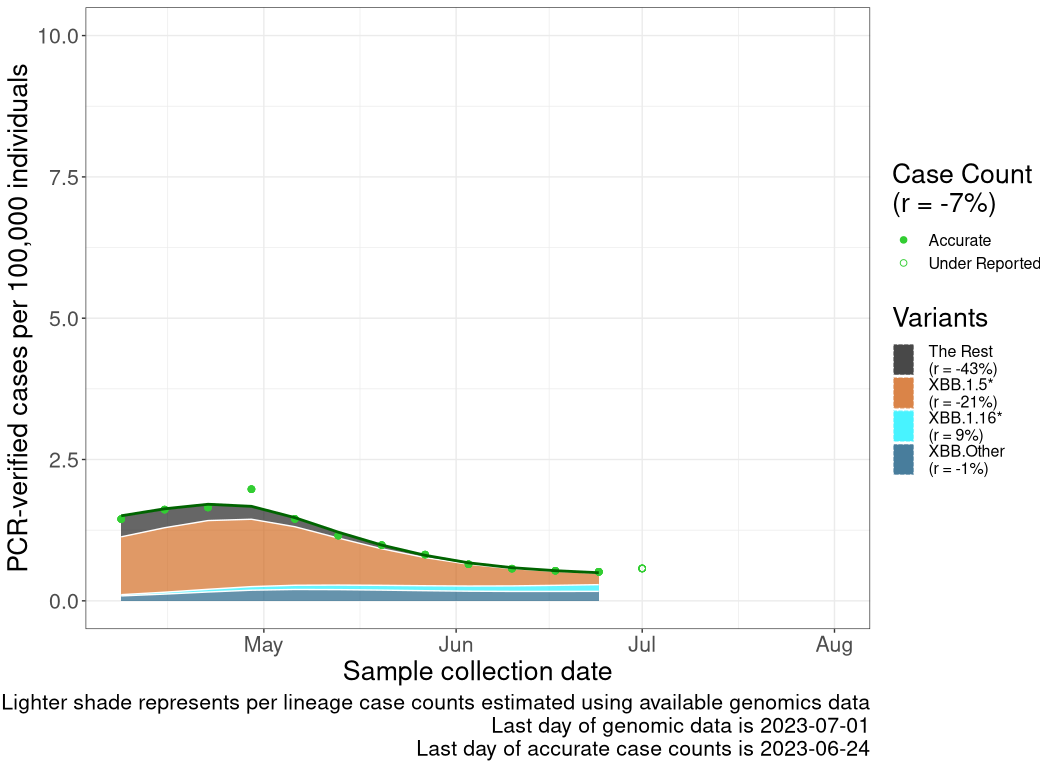 PCR-verified cases per 100,000 individuals
10.0
7.5
5.0
2.5
0.0
May
Jun
Jul
Aug
Sample collection date
Case Count
(r = -7%)
Accurate
Under Reported
Variants
The Rest
(r = -43%)
XBB.1.5*
(r = -21%)
XBB.1.16*
(r = 9%)
XBB.Other
(r = -1%)
Lighter shade represents per lineage case counts estimated using available genomics data
Last day of genomic data is 2023-07-01
Last day of accurate case counts is 2023-06-24